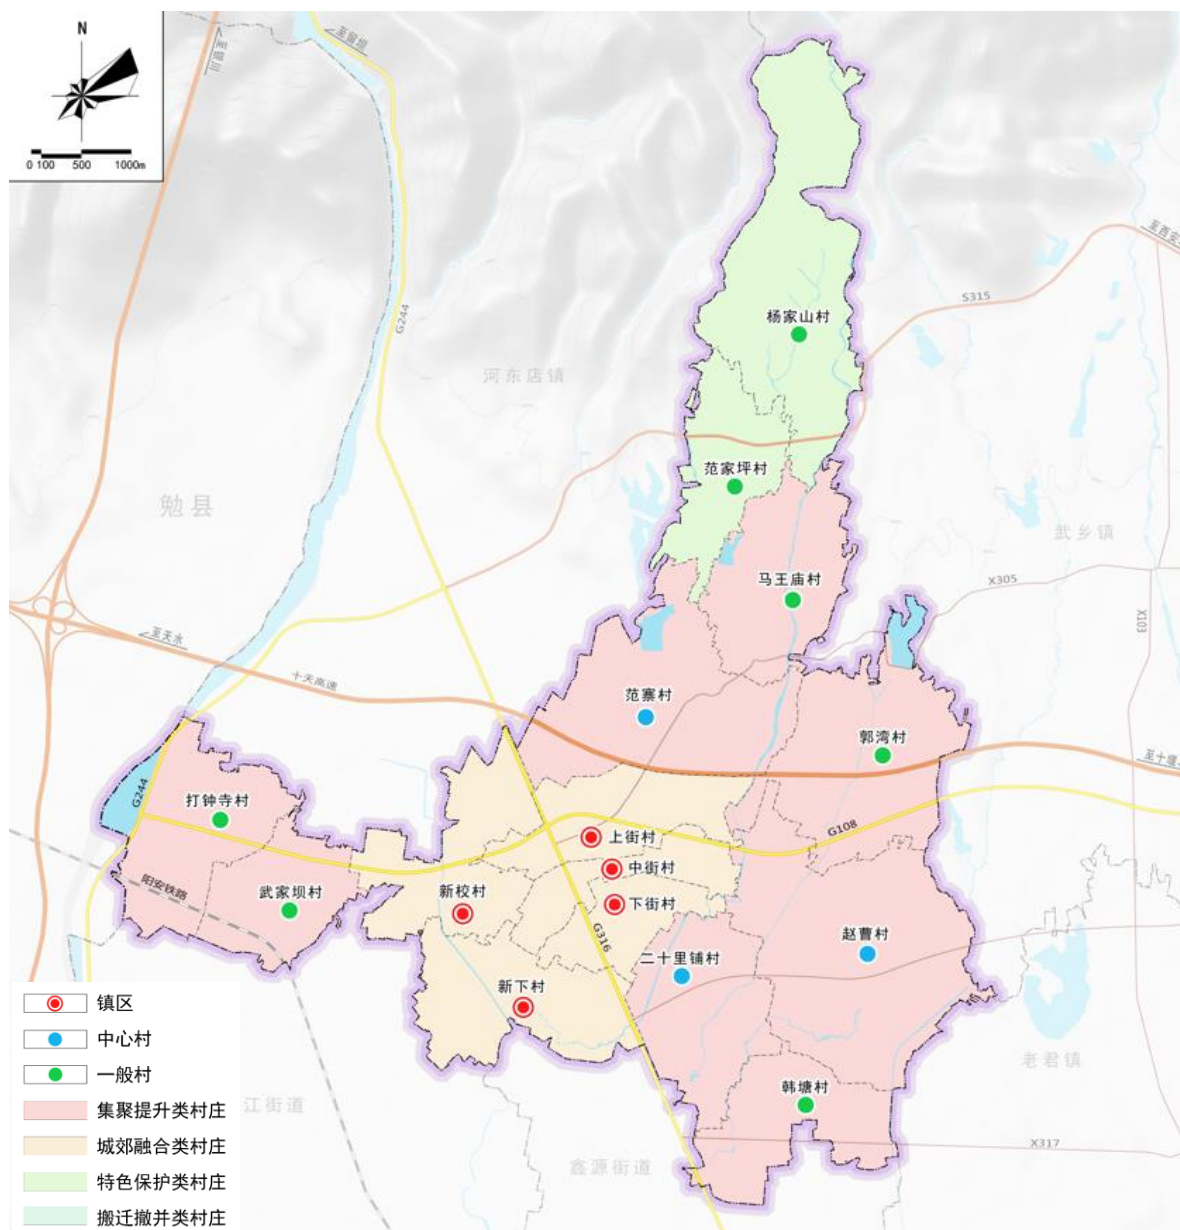 N
0 100 500 1000m
至留坝
至银川
G244
至西安
S315
杨家山村
河东店镇
范家坪村
勉县
武乡镇
马王庙村
X305
X103
至天水
十天高速
范寨村
郭湾村
至十堰
G244
打钟寺村
G108
上街村
中街村
阳安铁路
武家坝村
新校村
下街村
G316
赵曹村
二十里铺村
新下村
老君镇
韩塘村
江街道
X317
鑫源街道
镇区
中心村
一般村
集聚提升类村庄
城郊融合类村庄
特色保护类村庄
搬迁撤并类村庄